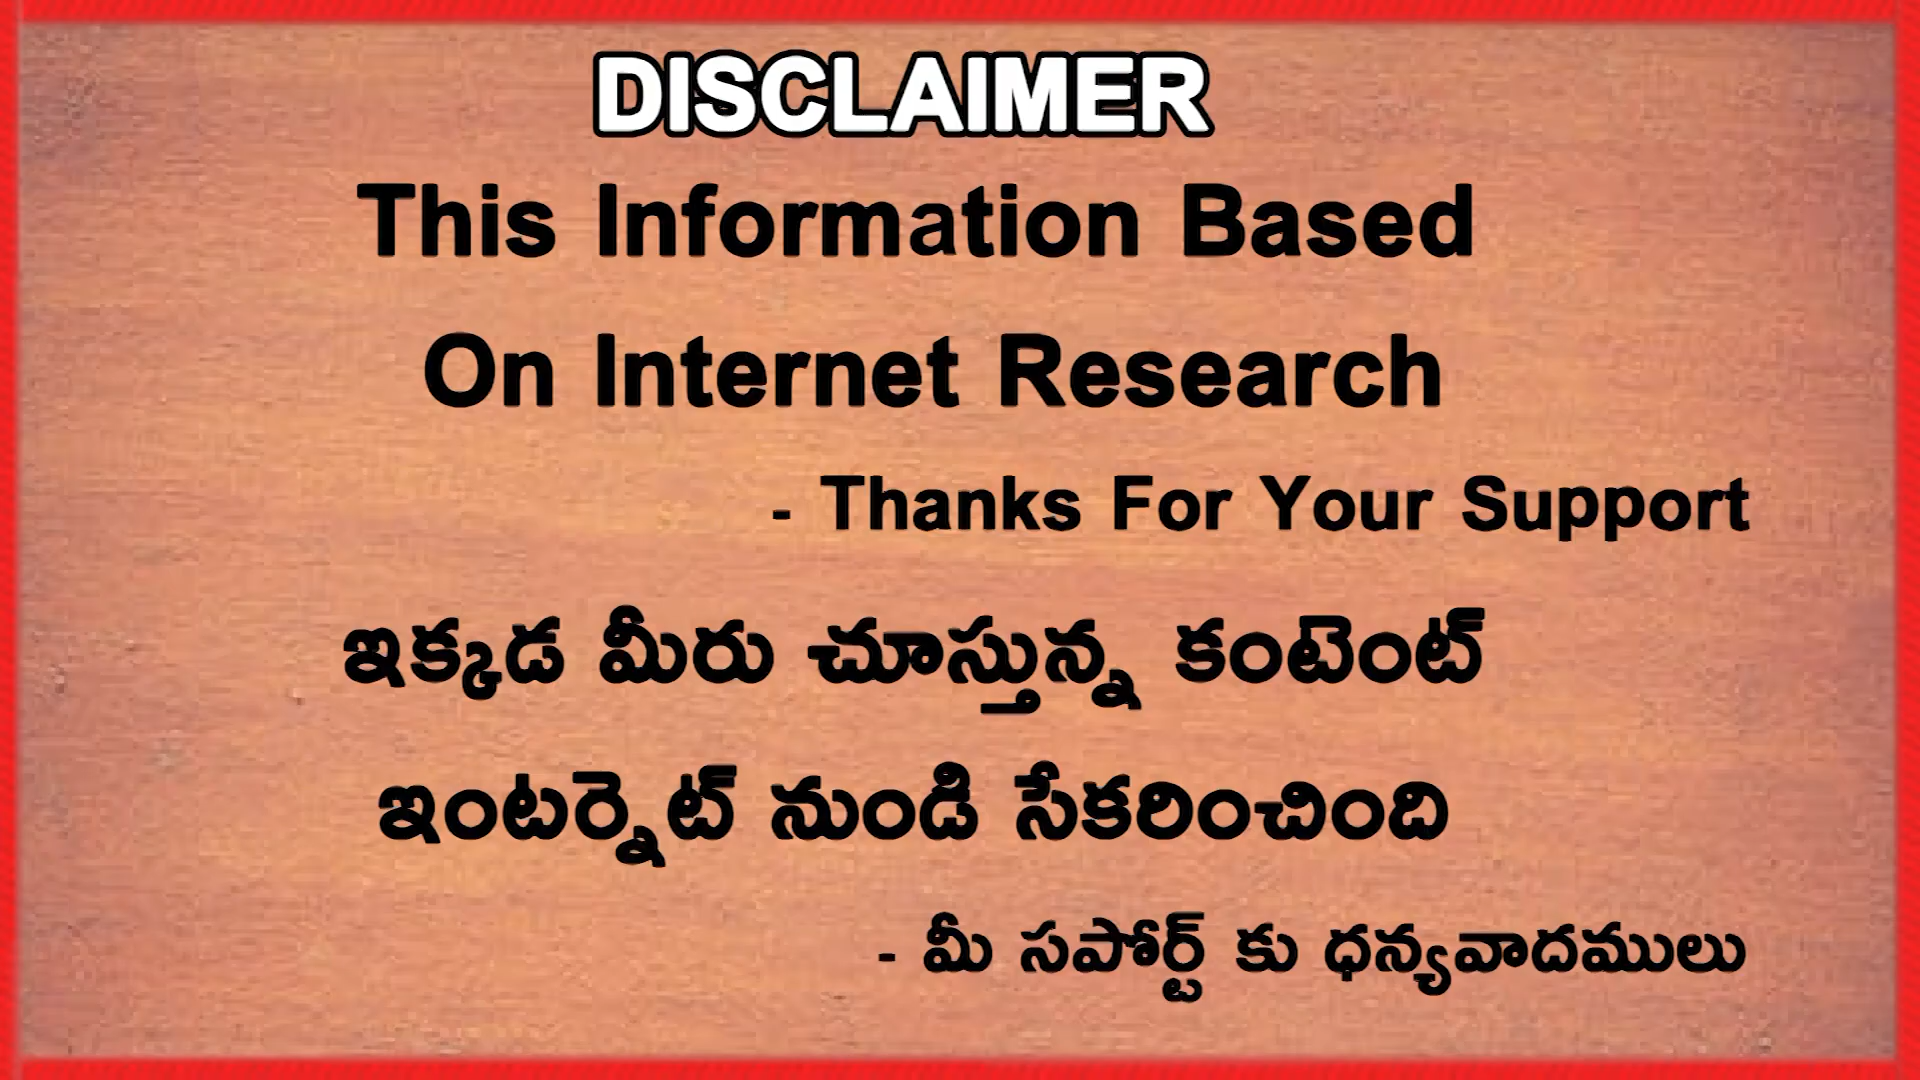 DISCLAIMER
This Information Based
On Internet Research
- Thanks For Your Support
ఇక్కడ మీరు చూస్తున్న కంటెంట్
ఇంటర్నెట్ నుండి సేకరించింది
- మీ సపోర్ట్ కు ధన్యవాదములు